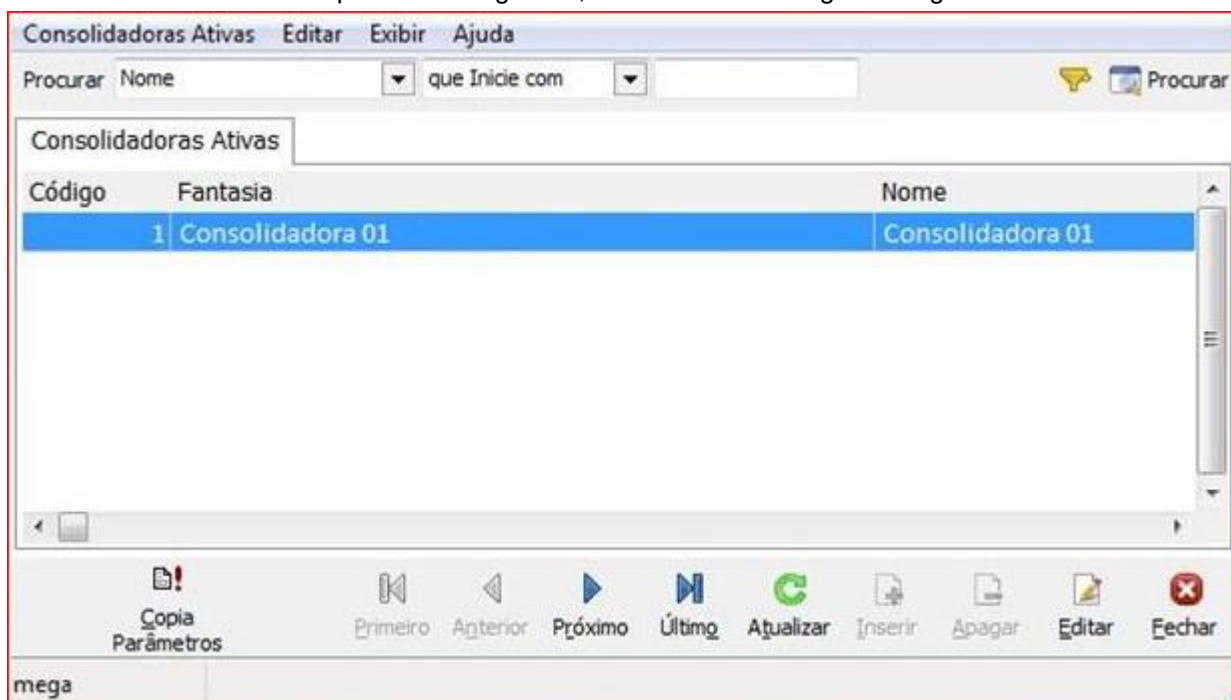 Consolidadoras Ativas Editar Exibir Ajuda
Procurar Nome que Inicie com Procurar
Consolidadoras Ativas
Código Fantasia Nome
1 Consolidadora 01 Consolidadora 01
Copia Parâmetros Primeiro Anterior Próximo Último Atualizar Inserir Apagar Editar Fechar
mega